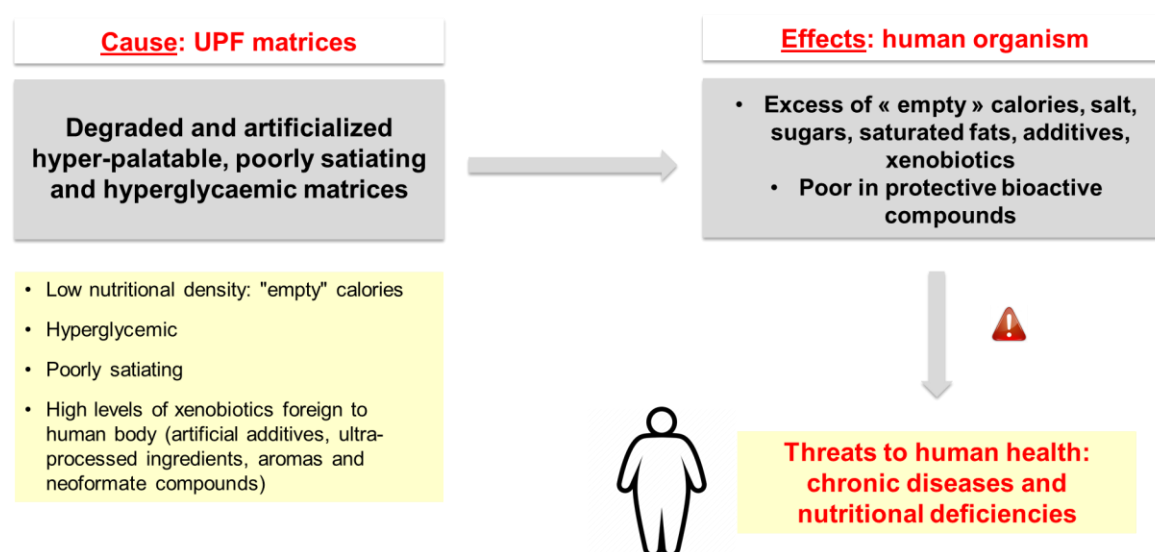 Cause: UPF matrices
Degraded and artificialized
hyper-palatable, poorly satiating
and hyperglycaemic matrices
• Low nutritional density: "empty" calories
• Hyperglycemic
• Poorly satiating
• High levels of xenobiotics foreign to
human body (artificial additives, ultra-
processed ingredients, aromas and
neoformate compounds)
Effects: human organism
• Excess of « empty » calories, salt,
sugars, saturated fats, additives,
xenobiotics
• Poor in protective bioactive
compounds
Threats to human health:
chronic diseases and
nutritional deficiencies